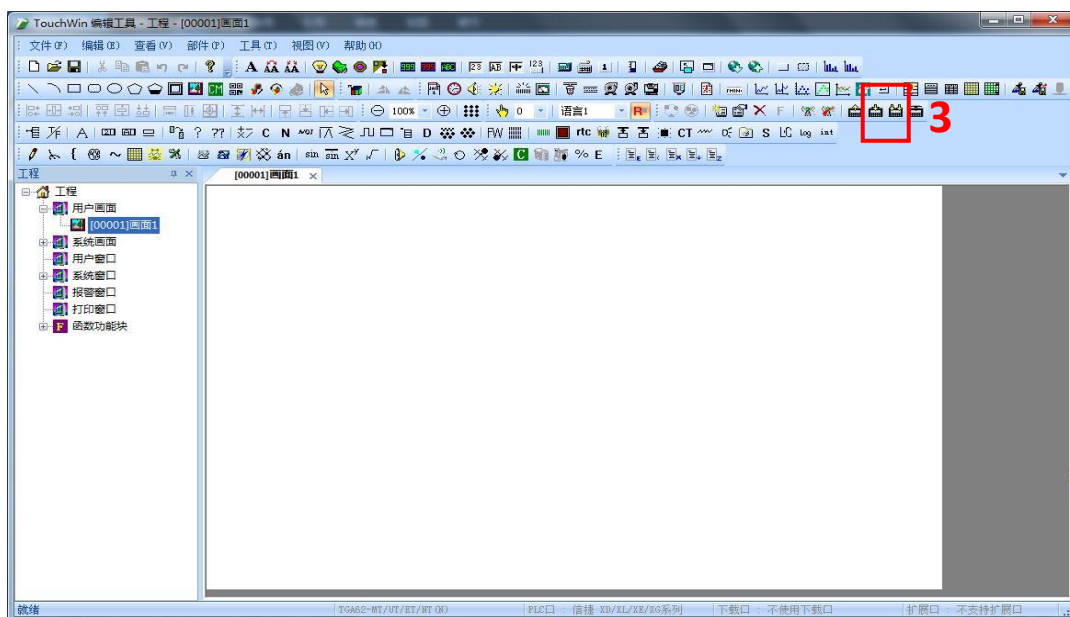 TouchWin 编辑工具 - 工程 - [00001]画面1
文件(F) 编辑(E) 查看(V) 部件(P) 工具(T) 视图(V) 帮助(H)
100% 0 语言1 R
3
A ? ?? C N D FW rtc CT S log int
án sin sin C % E
工程
[00001]画面1
工程
用户画面
[00001]画面1
系统画面
用户窗口
系统窗口
报警窗口
打印窗口
F 函数功能块
就绪 TGA62-MT/UT/ET/NT(H) PLC口 : 信捷 XD/XL/XE/XG系列 下载口 : 不使用下载口 扩展口 : 不支持扩展口